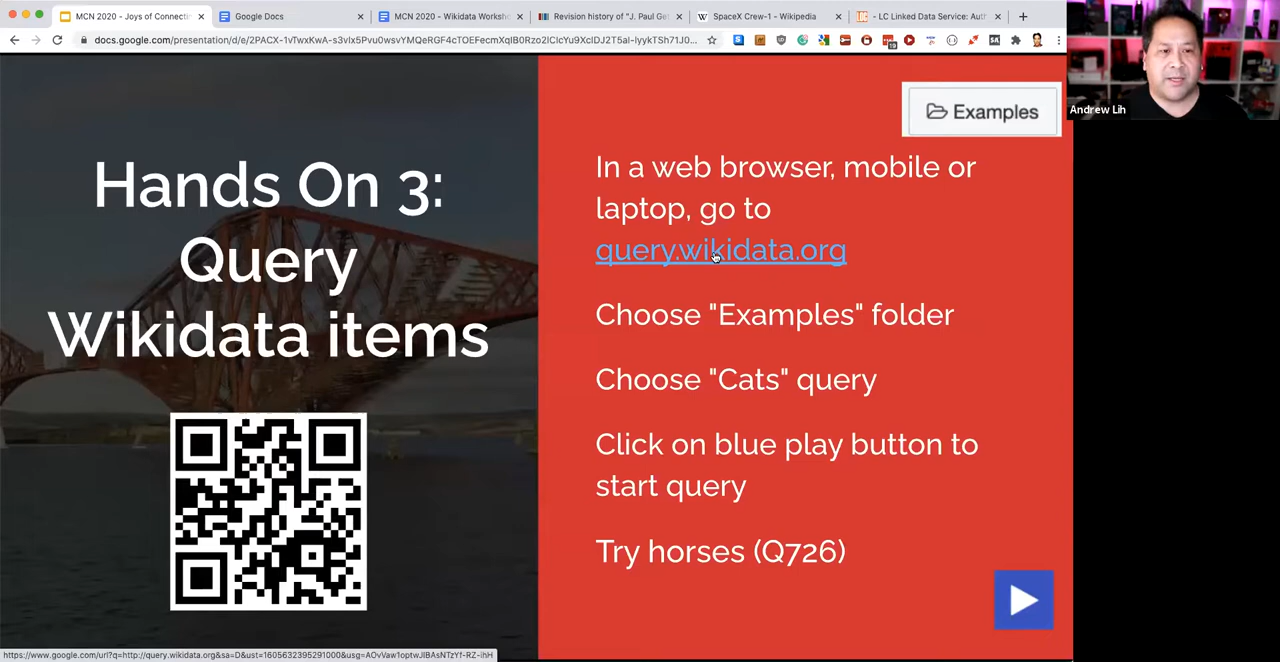 MCN 2020 - Joys of Connecti
Google Docs
MCN 2020 - Wikidata Worksho
Revision history of "J. Paul Get
SpaceX Crew-1 - Wikipedia
- LC Linked Data Service: Auth
Andrew Lih
Examples
Hands On 3:
Query
Wikidata items
In a web browser, mobile or
laptop, go to
query.wikidata.org
Choose "Examples" folder
Choose "Cats" query
Click on blue play button to
start query
Try horses (Q726)